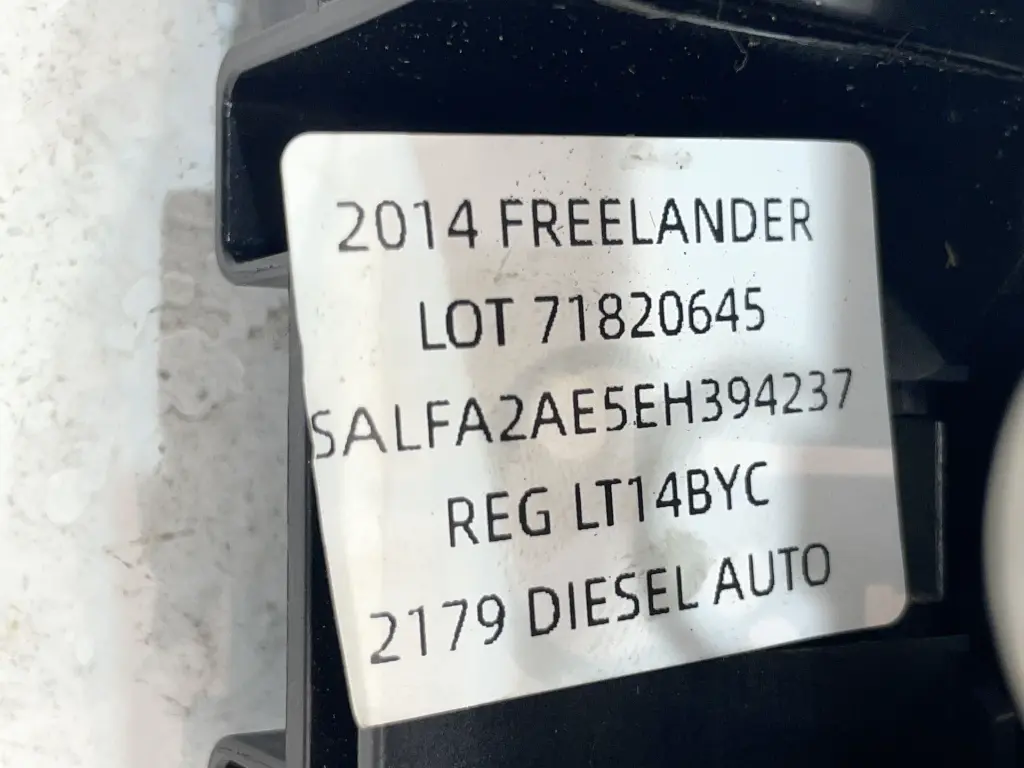 2014 FREELANDER
LOT 71820645
SALFA2AE5EH394237
REG LT14BYC
2179 DIESEL AUTO